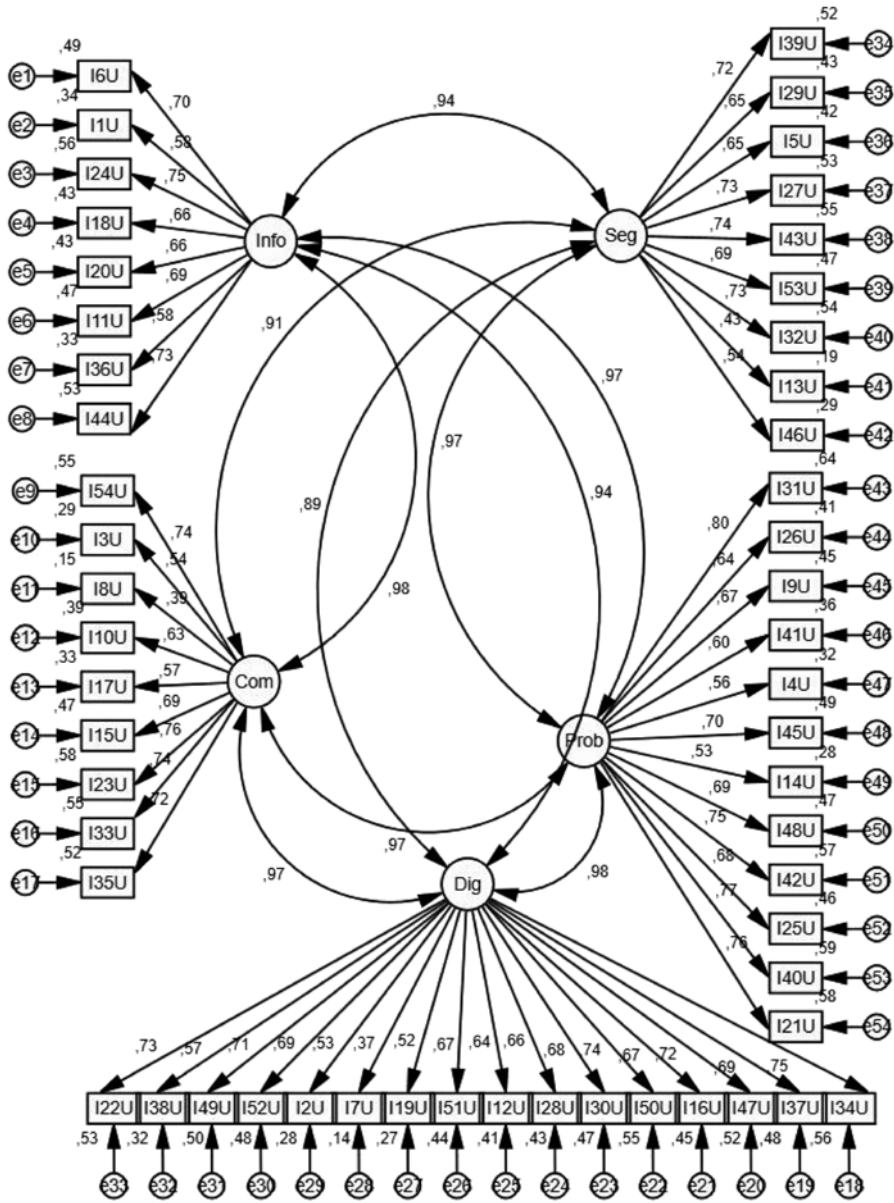 ,49
e1 I6U ,70
,34
e2 I1U ,58
,56
e3 I24U ,75
,43
e4 I18U ,66
,43
e5 I20U ,66
,47
e6 I11U ,69
,33
e7 I36U ,58
,53
e8 I44U ,73
Info
,55
e9 I54U ,74
,29
e10 I3U ,54
,15
e11 I8U ,39
,39
e12 I10U ,63
,33
e13 I17U ,57
,47
e14 I15U ,69
,58
e15 I23U ,76
,55
e16 I33U ,74
,52
e17 I35U ,72
Com
,94
,91
,97
,97
,89
,94
,98
,97
,97
,98
Seg
,52
,72 I39U e34
,43
,65 I29U e35
,42
,65 I5U e36
,53
,73 I27U e37
,55
,74 I43U e38
,47
,69 I53U e39
,54
,73 I32U e40
,19
,43 I13U e41
,29
,54 I46U e42
Prob
,64
,80 I31U e43
,41
,64 I26U e44
,45
,67 I9U e45
,36
,60 I41U e46
,32
,56 I4U e47
,49
,70 I45U e48
,28
,53 I14U e49
,47
,69 I48U e50
,57
,75 I42U e51
,46
,68 I25U e52
,59
,77 I40U e53
,58
,76 I21U e54
Dig
,73 ,57 ,71 ,69 ,53 ,37 ,52 ,67 ,64 ,66 ,68 ,74 ,67 ,72 ,69 ,75
I22U I38U I49U I52U I2U I7U I19U I51U I12U I28U I30U I50U I16U I47U I37U I34U
,53 ,32 ,50 ,48 ,28 ,14 ,27 ,44 ,41 ,43 ,47 ,55 ,45 ,52 ,48 ,56
e33 e32 e31 e30 e29 e28 e27 e26 e25 e24 e23 e22 e21 e20 e19 e18